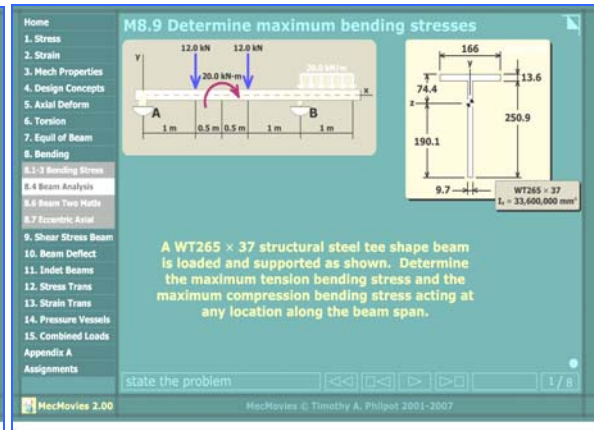 Home
1. Stress
2. Strain
3. Mech Properties
4. Design Concepts
5. Axial Deform
6. Torsion
7. Equil of Beam
8. Bending
8.1-3 Bending Stress
8.4 Beam Analysis
8.6 Beam Two Matls
8.7 Eccentric Axial
9. Shear Stress Beam
10. Beam Deflect
11. Indet Beams
12. Stress Trans
13. Strain Trans
14. Pressure Vessels
15. Combined Loads
Appendix A
Assignments
MecMovies 2.00
M8.9 Determine maximum bending stresses
12.0 kN 12.0 kN
y
20.0 kN/m
20.0 kN-m
x
A B
1 m 0.5 m 0.5 m 1 m 1 m
166
y
13.6
74.4
z
250.9
190.1
9.7
WT265 × 37
Iz = 33,600,000 mm⁴
A WT265 × 37 structural steel tee shape beam
is loaded and supported as shown. Determine
the maximum tension bending stress and the
maximum compression bending stress acting at
any location along the beam span.
state the problem
1/8
MecMovies © Timothy A. Philpot 2001-2007